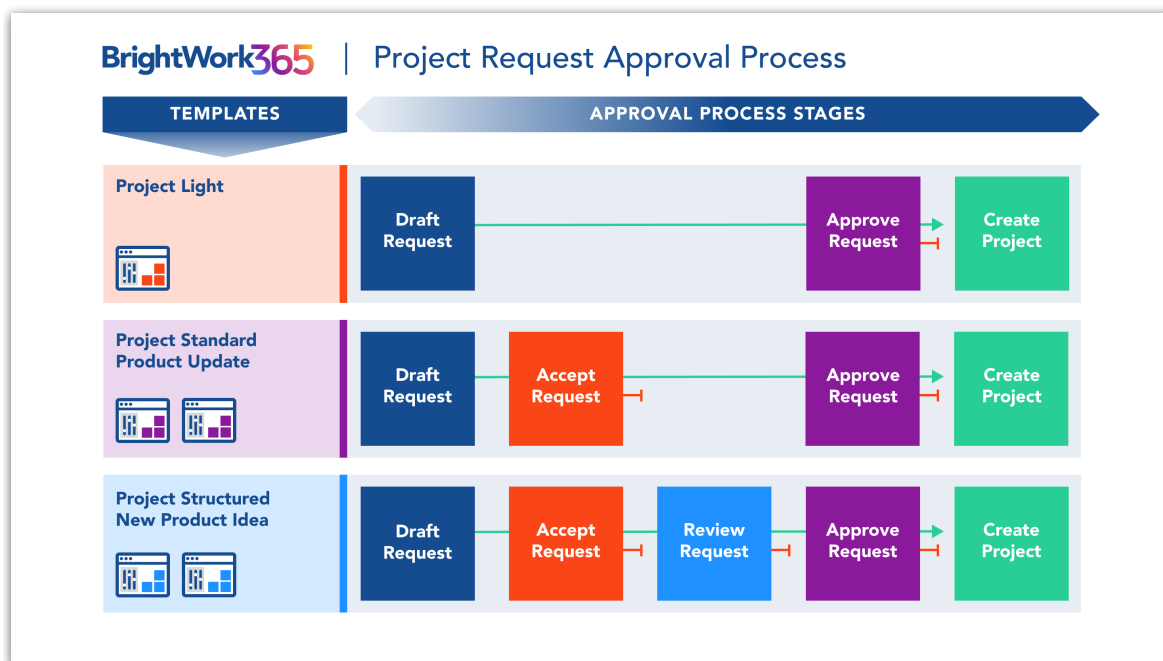 BrightWork365 | Project Request Approval Process
TEMPLATES
APPROVAL PROCESS STAGES
Project Light
Draft
Request
Approve
Request
Create
Project
Project Standard
Product Update
Draft
Request
Accept
Request
Approve
Request
Create
Project
Project Structured
New Product Idea
Draft
Request
Accept
Request
Review
Request
Approve
Request
Create
Project